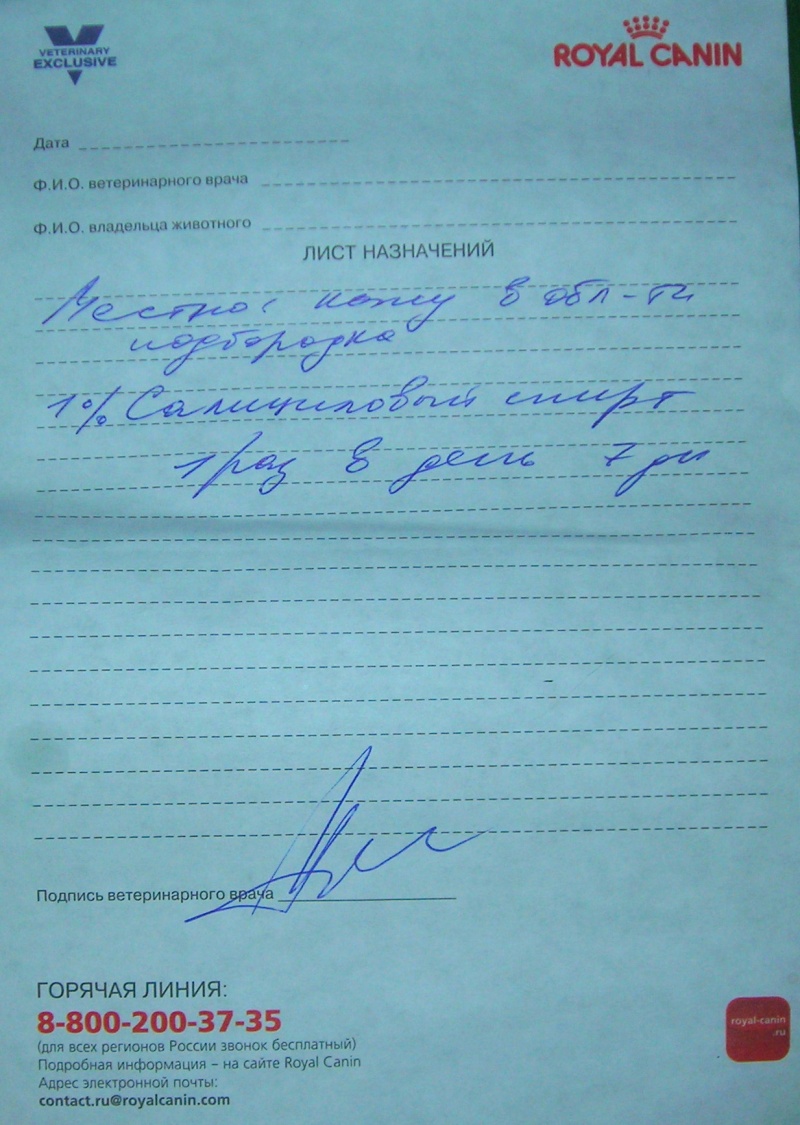 VETERINARY
EXCLUSIVE
ROYAL CANIN
Дата
Ф.И.О. ветеринарного врача
Ф.И.О. владельца животного
ЛИСТ НАЗНАЧЕНИЙ
Местно: кожу в обл-ти
подбородка
1% Салициловый спирт
1 раз в день 7 дн
Подпись ветеринарного врача
ГОРЯЧАЯ ЛИНИЯ:
8-800-200-37-35
(для всех регионов России звонок бесплатный)
Подробная информация – на сайте Royal Canin
Адрес электронной почты:
contact.ru@royalcanin.com
royal-canin
.ru